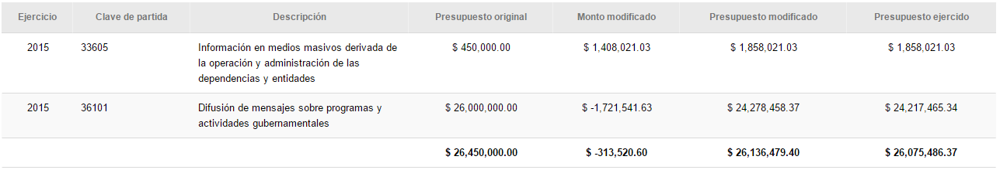 Ejercicio Clave de partida Descripción Presupuesto original Monto modificado Presupuesto modificado Presupuesto ejercido
2015 33605 Información en medios masivos derivada de $ 450,000.00 $ 1,408,021.03 $ 1,858,021.03 $ 1,858,021.03
la operación y administración de las
dependencias y entidades
2015 36101 Difusión de mensajes sobre programas y $ 26,000,000.00 $ -1,721,541.63 $ 24,278,458.37 $ 24,217,465.34
actividades gubernamentales
$ 26,450,000.00 $ -313,520.60 $ 26,136,479.40 $ 26,075,486.37